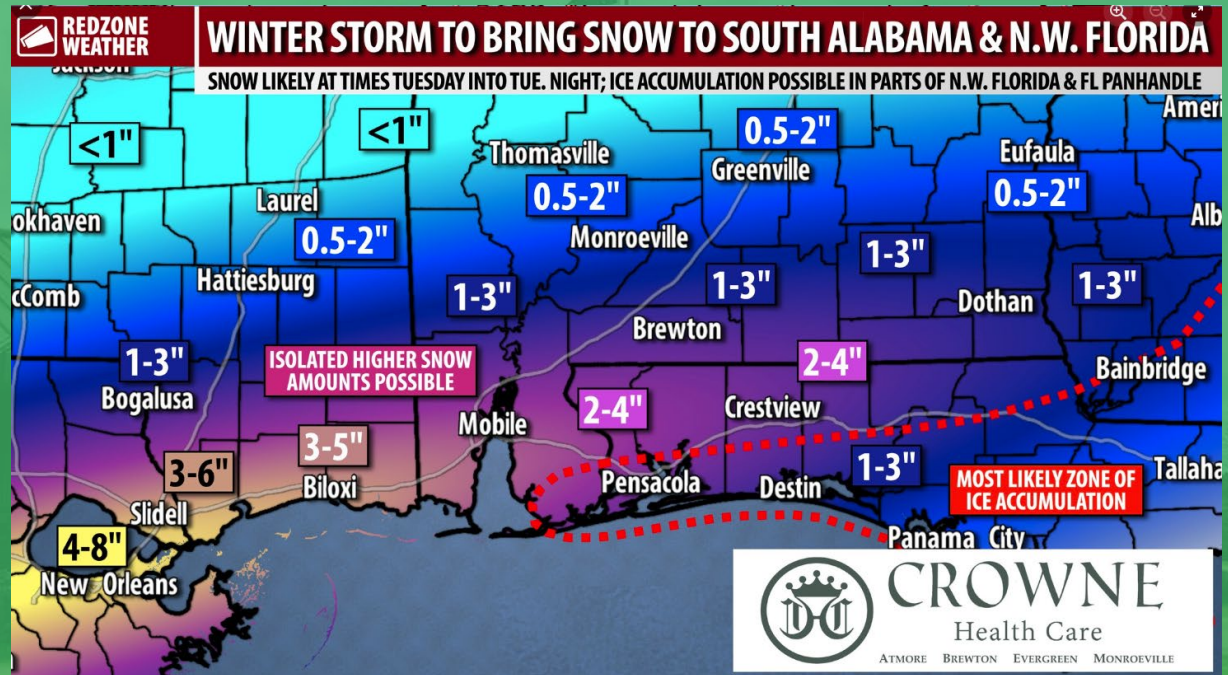 REDZONE
WEATHER
WINTER STORM TO BRING SNOW TO SOUTH ALABAMA & N.W. FLORIDA
SNOW LIKELY AT TIMES TUESDAY INTO TUE. NIGHT; ICE ACCUMULATION POSSIBLE IN PARTS OF N.W. FLORIDA & FL PANHANDLE
Jackson
<1"
<1"
0.5-2"
Thomasville
Greenville
Eufaula
0.5-2"
0.5-2"
Laurel
okhaven
Alb
0.5-2"
Monroeville
1-3"
Hattiesburg
cComb
1-3"
1-3"
1-3"
Dothan
Brewton
1-3"
ISOLATED HIGHER SNOW
AMOUNTS POSSIBLE
2-4"
Bainbridge
Bogalusa
2-4"
Crestview
Mobile
3-5"
3-6"
1-3"
Tallaha
Biloxi
Pensacola
Destin
MOST LIKELY ZONE OF
ICE ACCUMULATION
Slidell
4-8"
Panama City
New Orleans
CROWNE
Health Care
ATMORE BREWTON EVERGREEN MONROEVILLE